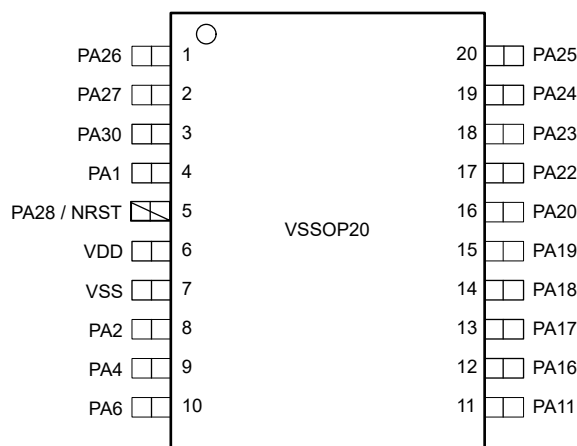 PA26 1 20 PA25
PA27 2 19 PA24
PA30 3 18 PA23
PA1 4 17 PA22
PA28 / NRST 5 16 PA20
VSSOP20
VDD 6 15 PA19
VSS 7 14 PA18
PA2 8 13 PA17
PA4 9 12 PA16
PA6 10 11 PA11